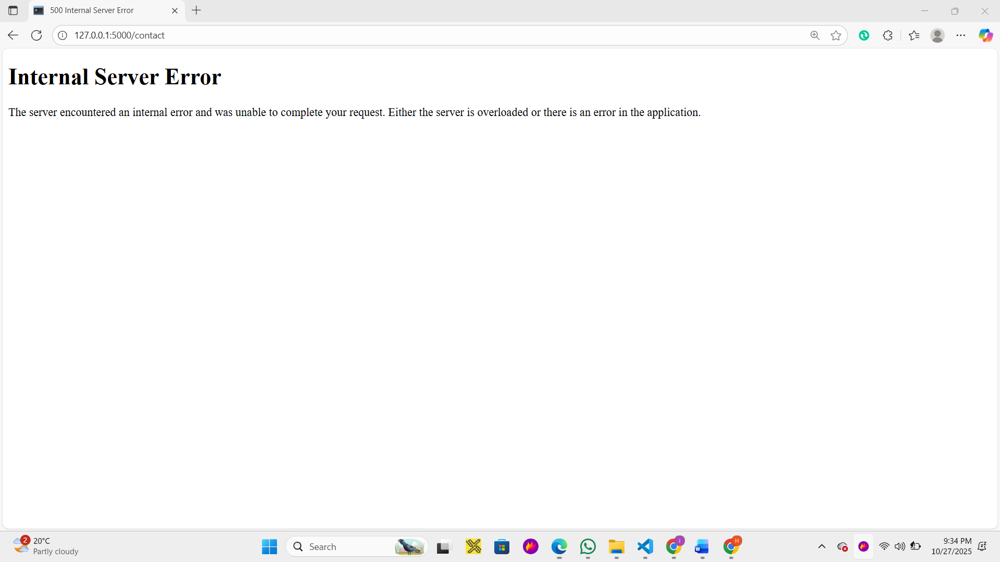 500 Internal Server Error
127.0.0.1:5000/contact
Internal Server Error
The server encountered an internal error and was unable to complete your request. Either the server is overloaded or there is an error in the application.
2
20°C
Partly cloudy
Search
i
H
9:34 PM
10/27/2025